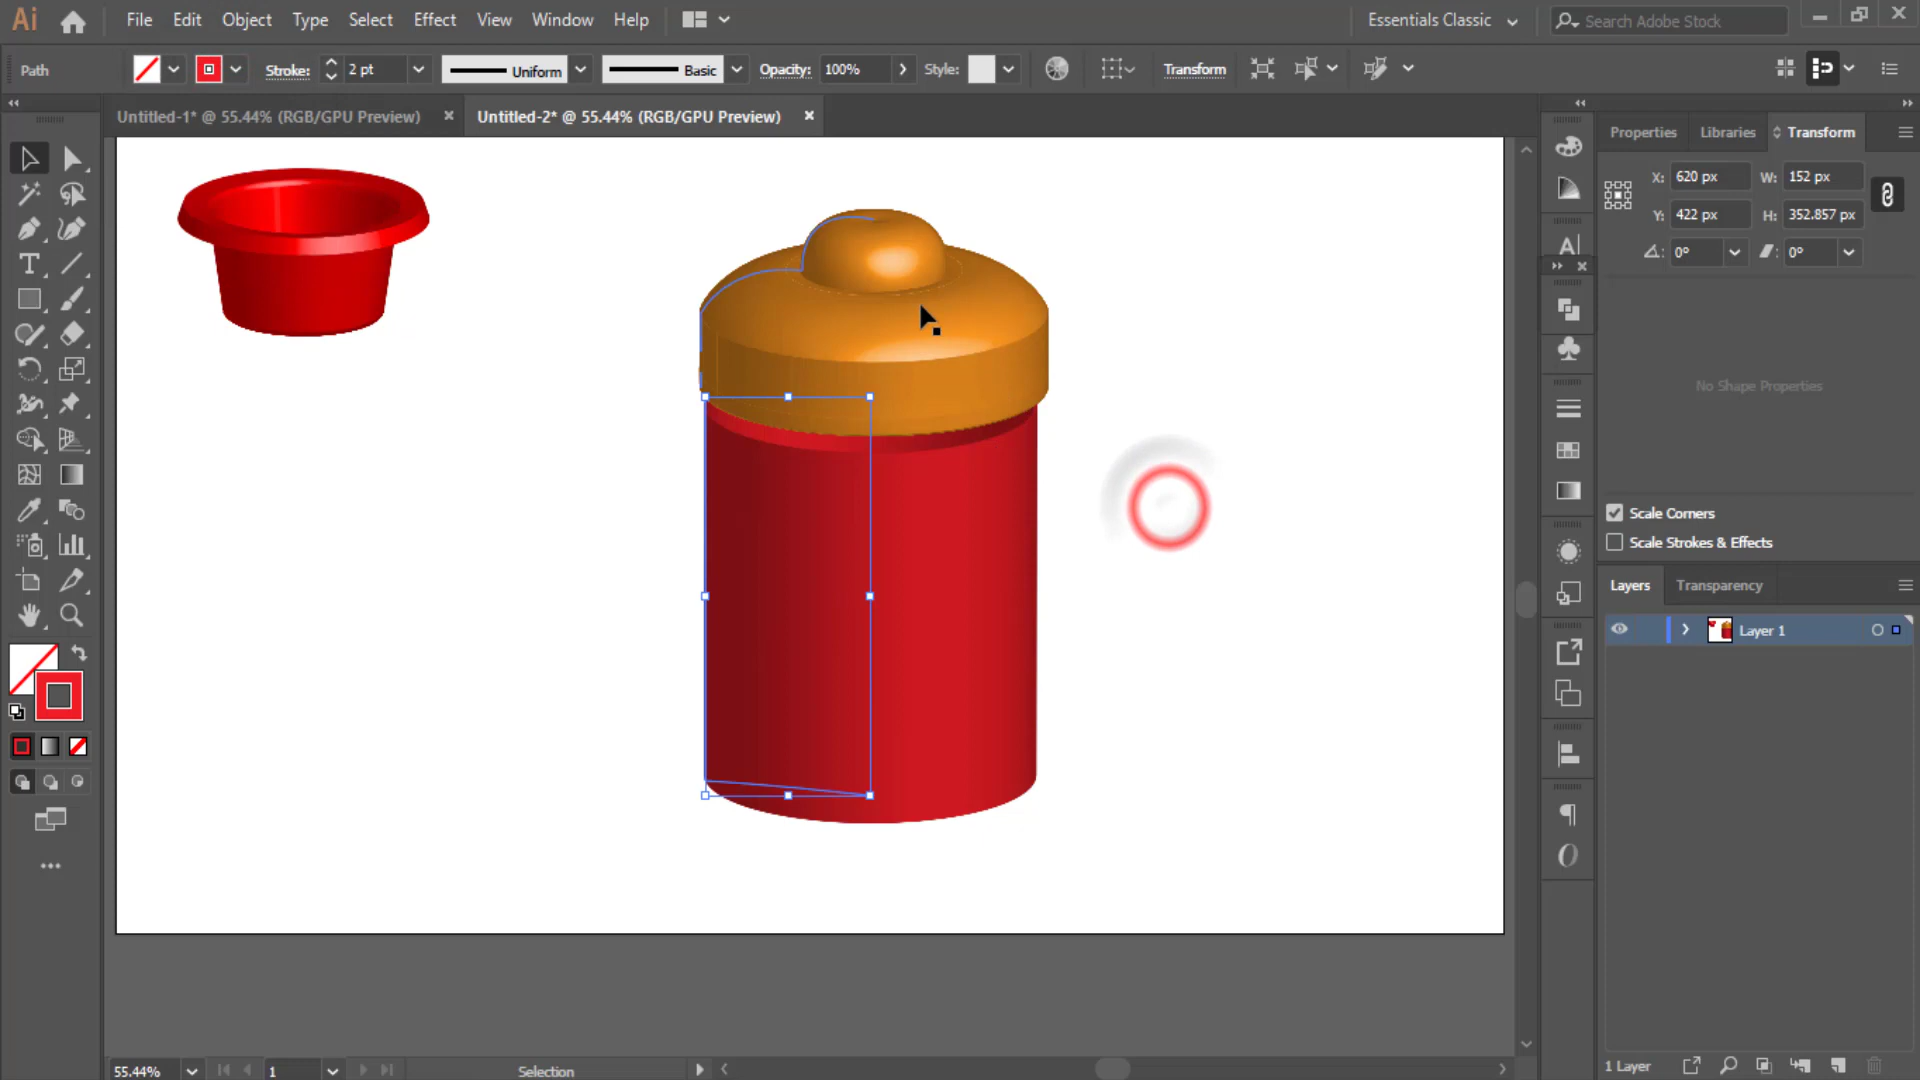 Ai File Edit Object Type Select Effect View Window Help Essentials Classic Search Adobe Stock
Path Stroke: 2 pt Uniform Basic Opacity: 100% Style: Transform
Untitled-1* @ 55.44% (RGB/GPU Preview) × Untitled-2* @ 55.44% (RGB/GPU Preview) ×
Properties Libraries Transform
X: 620 px W: 152 px
Y: 422 px H: 352.857 px
0° 0°
No Shape Properties
Scale Corners
Scale Strokes & Effects
Layers Transparency
Layer 1
1 Layer
55.44% 1 Selection